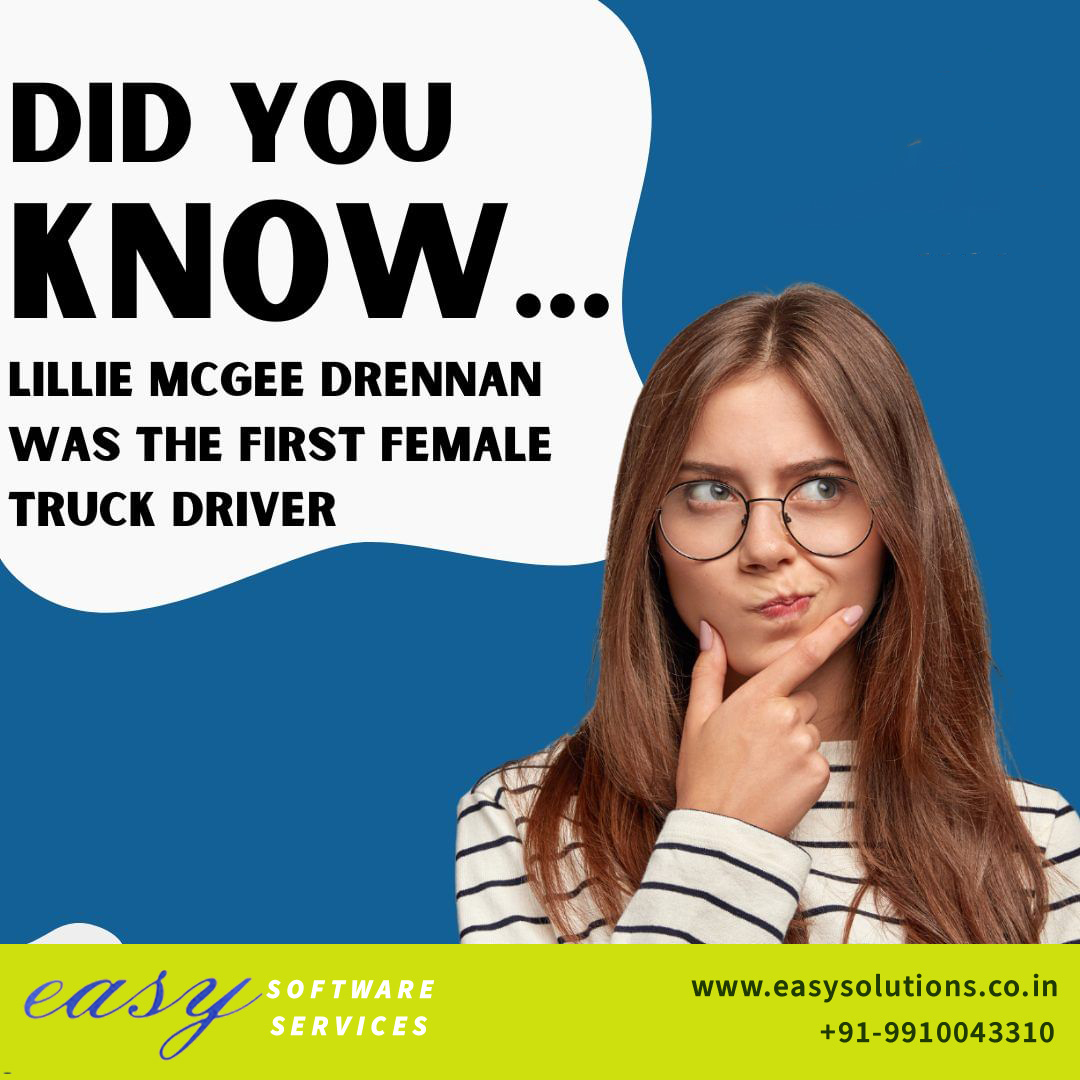 DID YOU
KNOW...
LILLIE MCGEE DRENNAN
WAS THE FIRST FEMALE
TRUCK DRIVER
easy SOFTWARE
SERVICES
www.easysolutions.co.in
+91-9910043310